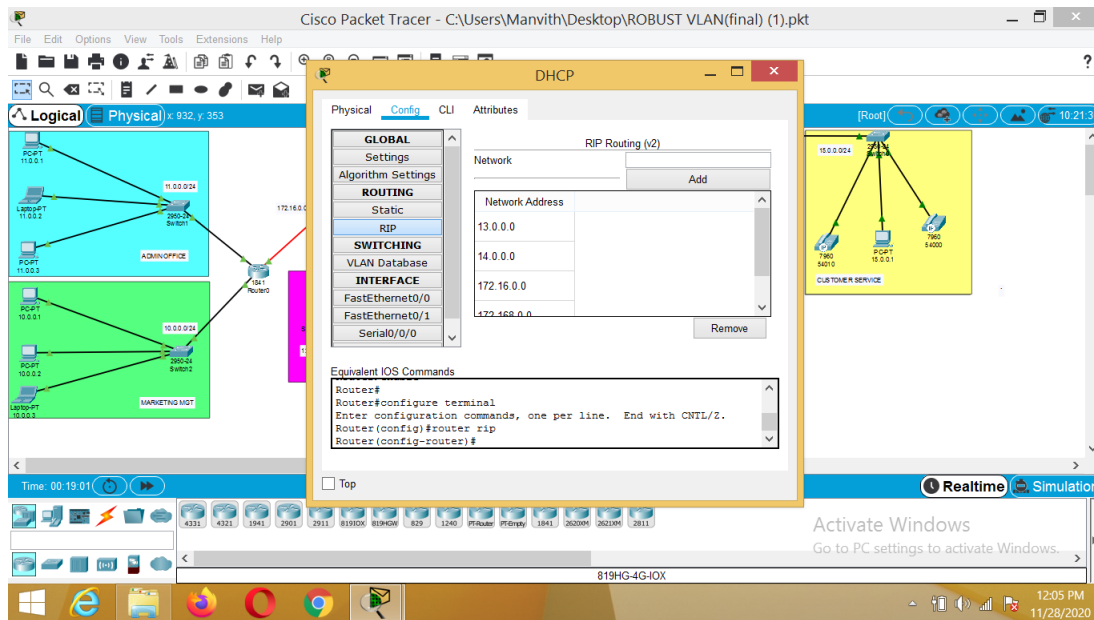 Cisco Packet Tracer - C:\Users\Manvith\Desktop\ROBUST VLAN(final) (1).pkt
File Edit Options View Tools Extensions Help
?
Logical
Physical
x: 932, y: 353
[Root]
10:21:3
PC-PT
11.0.0.1
Laptop-PT
11.0.0.2
PC-PT
11.0.0.3
11.0.0.0/24
2950-24
Switch1
ADMIN OFFICE
172.16.0.0
1841
Router0
PC-PT
10.0.0.1
PC-PT
10.0.0.2
Laptop-PT
10.0.0.3
10.0.0.0/24
2950-24
Switch2
MARKETING MGT
DHCP
Physical Config CLI Attributes
GLOBAL
Settings
Algorithm Settings
ROUTING
Static
RIP
SWITCHING
VLAN Database
INTERFACE
FastEthernet0/0
FastEthernet0/1
Serial0/0/0
RIP Routing (v2)
Network
Add
Network Address
13.0.0.0
14.0.0.0
172.16.0.0
172.168.0.0
Remove
Equivalent IOS Commands
Router#
Router#configure terminal
Enter configuration commands, one per line. End with CNTL/Z.
Router(config)#router rip
Router(config-router)#
Top
15.0.0.0/24
7960
54010
PC-PT
15.0.0.1
7960
54000
CUSTOMER SERVICE
Time: 00:19:01
Realtime
Simulation
4331 4321 1941 2901 2911 819IOX 819HGW 829 1240 PT-Router PT-Empty 1841 2620XM 2621XM 2811
819HG-4G-IOX
Activate Windows
Go to PC settings to activate Windows.
12:05 PM
11/28/2020